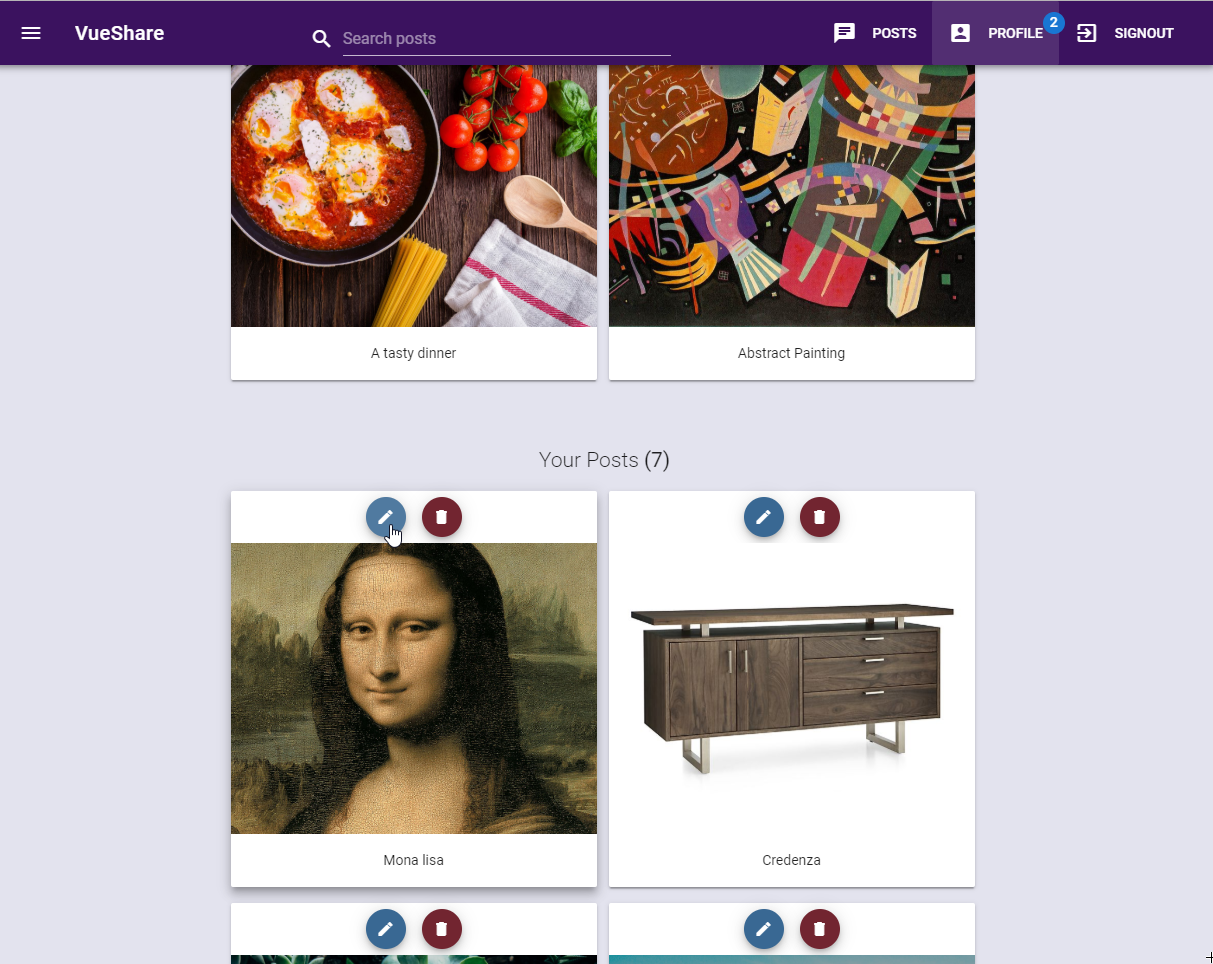 VueShare
Search posts
POSTS
PROFILE
2
SIGNOUT
A tasty dinner
Abstract Painting
Your Posts (7)
Mona lisa
Credenza